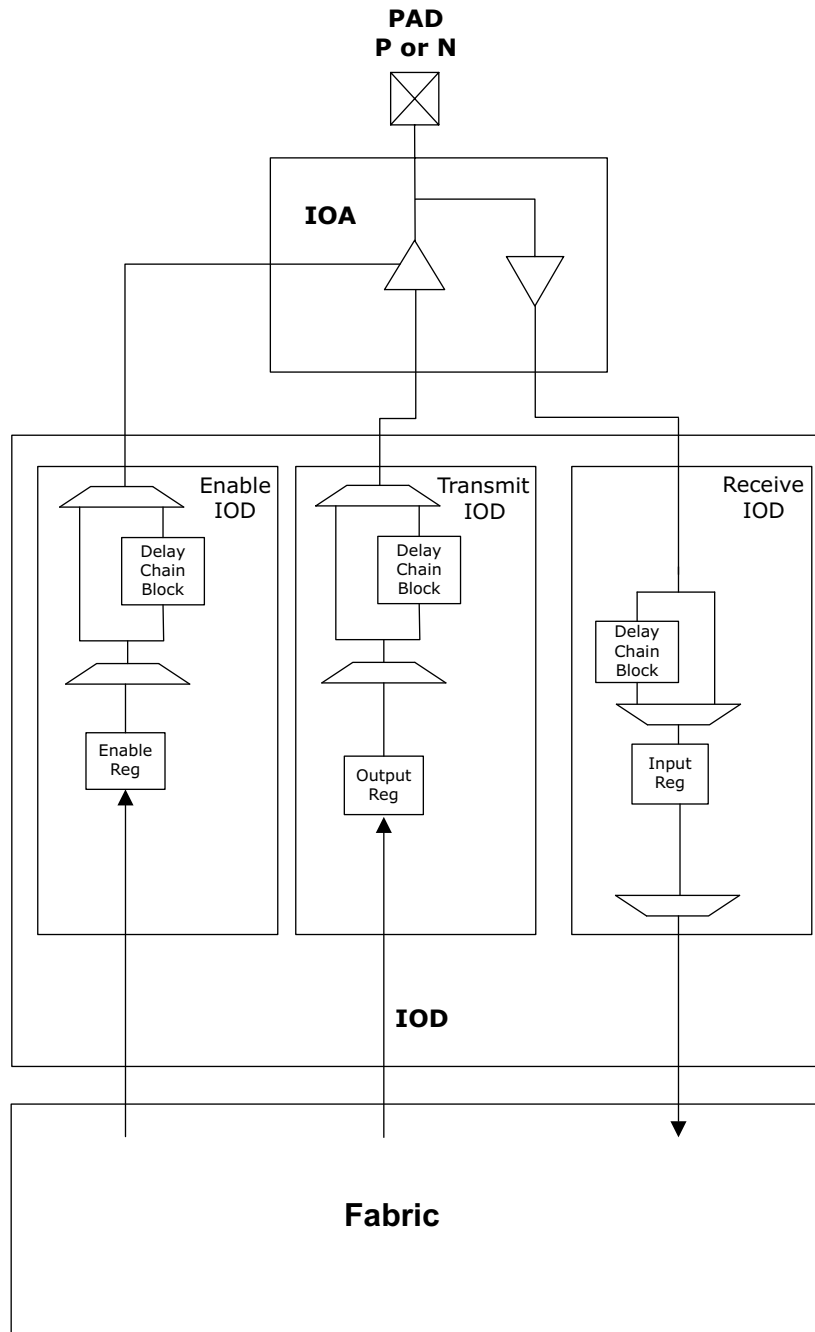 PAD
P or N
IOA
Enable
IOD
Delay
Chain
Block
Enable
Reg
Transmit
IOD
Delay
Chain
Block
Output
Reg
Receive
IOD
Delay
Chain
Block
Input
Reg
IOD
Fabric